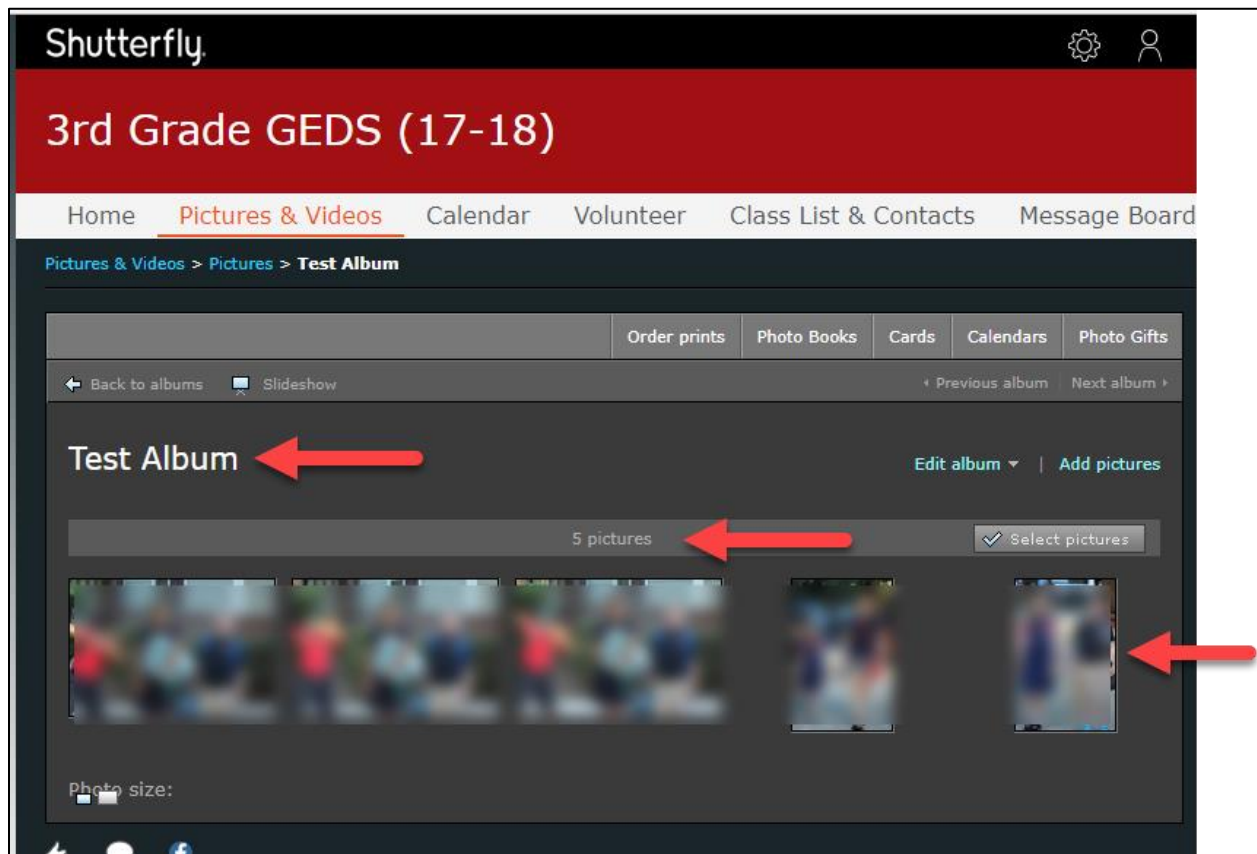 Shutterfly.
3rd Grade GEDS (17-18)
Home Pictures & Videos Calendar Volunteer Class List & Contacts Message Board
Pictures & Videos > Pictures > Test Album
Order prints Photo Books Cards Calendars Photo Gifts
Back to albums Slideshow Previous album Next album
Test Album
Edit album | Add pictures
5 pictures Select pictures
Photo size: